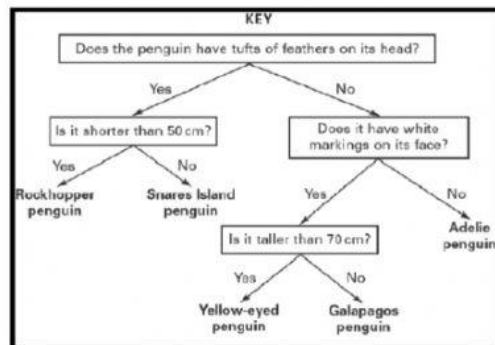 KEY
Does the penguin have tufts of feathers on its head?
Yes
No
Is it shorter than 50 cm?
Does it have white
markings on its face?
Yes
No
Rockhopper
penguin
Snares Island
penguin
Yes
No
Is it taller than 70 cm?
Adelie
penguin
Yes
No
Yellow-eyed
penguin
Galapagos
penguin